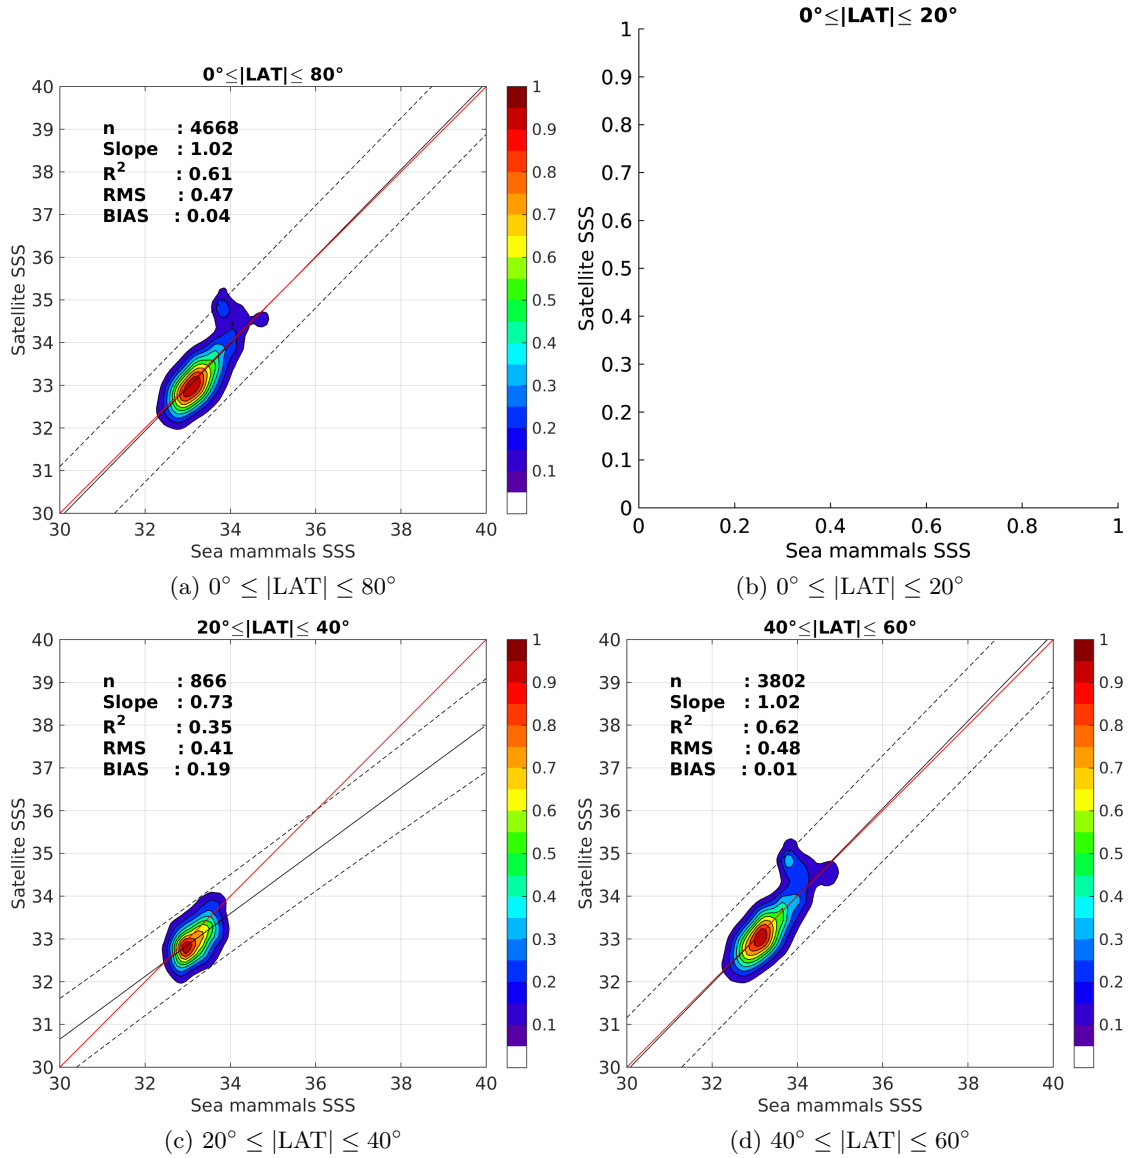 0°≤|LAT|≤ 80°
40
39
38
37
36
35
34
33
32
31
30
30 32 34 36 38 40
Satellite SSS
Sea mammals SSS
n : 4668
Slope : 1.02
R² : 0.61
RMS : 0.47
BIAS : 0.04
1
0.9
0.8
0.7
0.6
0.5
0.4
0.3
0.2
0.1
(a) 0° ≤ |LAT| ≤ 80°
0°≤|LAT|≤ 20°
1
0.9
0.8
0.7
0.6
0.5
0.4
0.3
0.2
0.1
0
0 0.2 0.4 0.6 0.8 1
Satellite SSS
Sea mammals SSS
(b) 0° ≤ |LAT| ≤ 20°
20°≤|LAT|≤ 40°
40
39
38
37
36
35
34
33
32
31
30
30 32 34 36 38 40
Satellite SSS
Sea mammals SSS
n : 866
Slope : 0.73
R² : 0.35
RMS : 0.41
BIAS : 0.19
1
0.9
0.8
0.7
0.6
0.5
0.4
0.3
0.2
0.1
(c) 20° ≤ |LAT| ≤ 40°
40°≤|LAT|≤ 60°
40
39
38
37
36
35
34
33
32
31
30
30 32 34 36 38 40
Satellite SSS
Sea mammals SSS
n : 3802
Slope : 1.02
R² : 0.62
RMS : 0.48
BIAS : 0.01
1
0.9
0.8
0.7
0.6
0.5
0.4
0.3
0.2
0.1
(d) 40° ≤ |LAT| ≤ 60°